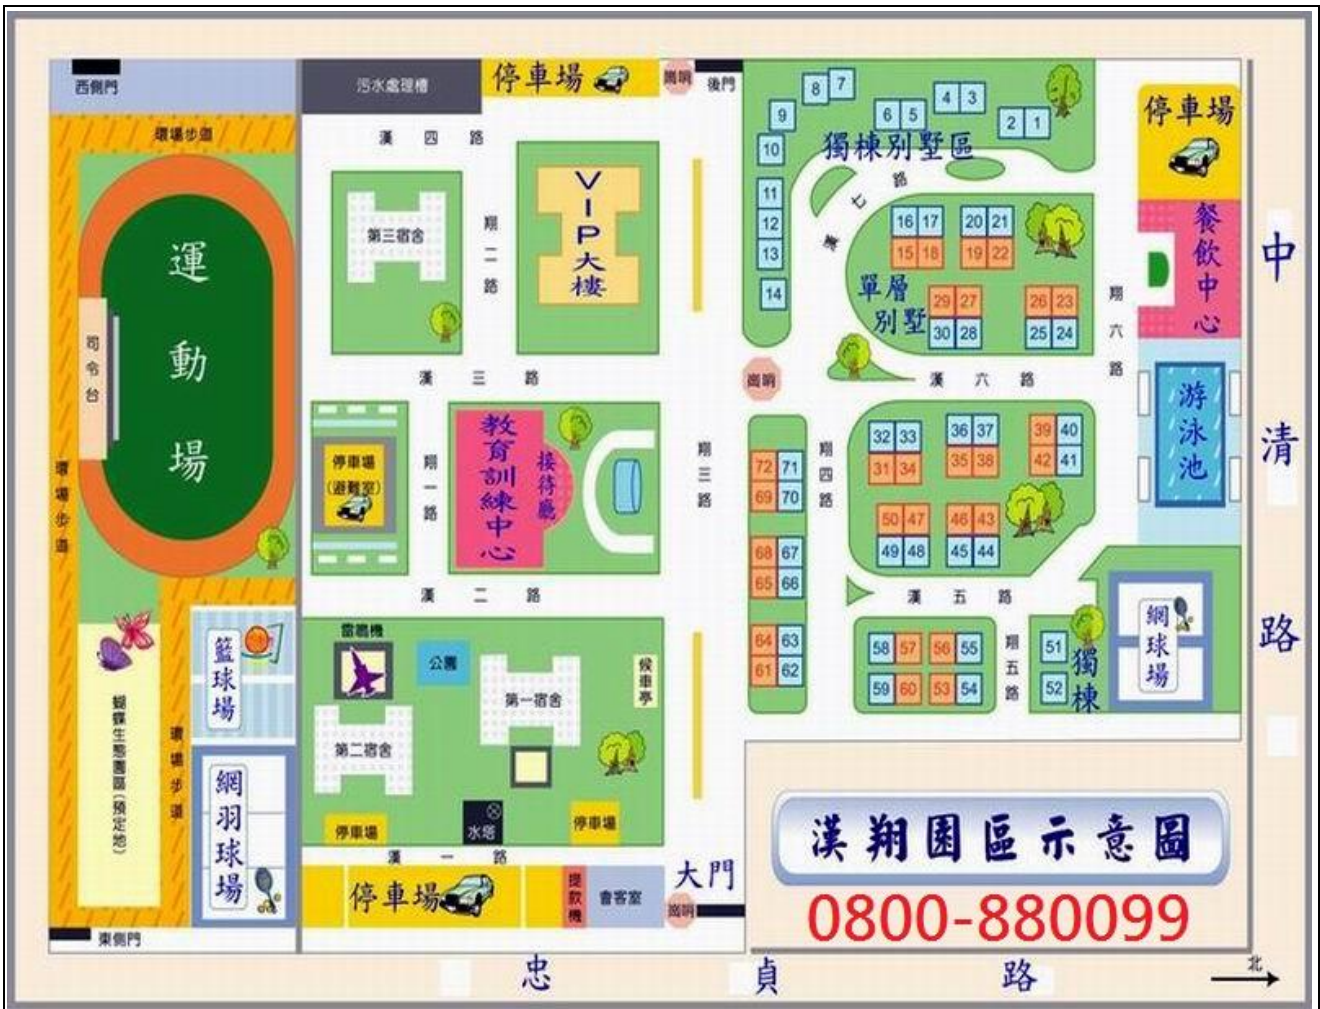 西側門
污水處理槽
停車場
崗哨
後門
環場步道
漢四路
第三宿舍
翔二路
VIP大樓
運動場
司令台
環場步道
漢三路
停車場
(避難室)
翔一路
教育訓練中心
接待廳
漢二路
翔三路
雷鳴機
公園
第一宿舍
候車亭
第二宿舍
停車場
水塔
停車場
漢一路
籃球場
環場步道
蝴蝶生態園區(預定地)
網羽球場
東側門
停車場
提款機
會客室
大門
崗哨
8 7
6 5
4 3
2 1
9
10
獨棟別墅區
11
12
13
14
漢七路
16 17
15 18
20 21
19 22
單層
別墅
29 27
30 28
26 23
25 24
停車場
餐飲中心
翔六路
崗哨
漢六路
游泳池
翔四路
72 71
69 70
68 67
65 66
64 63
61 62
32 33
31 34
36 37
35 38
39 40
42 41
50 47
49 48
46 43
45 44
漢五路
58 57
59 60
56 55
53 54
翔五路
51
52
獨棟
網球場
中清路
漢翔園區示意圖
0800-880099
忠貞路
北